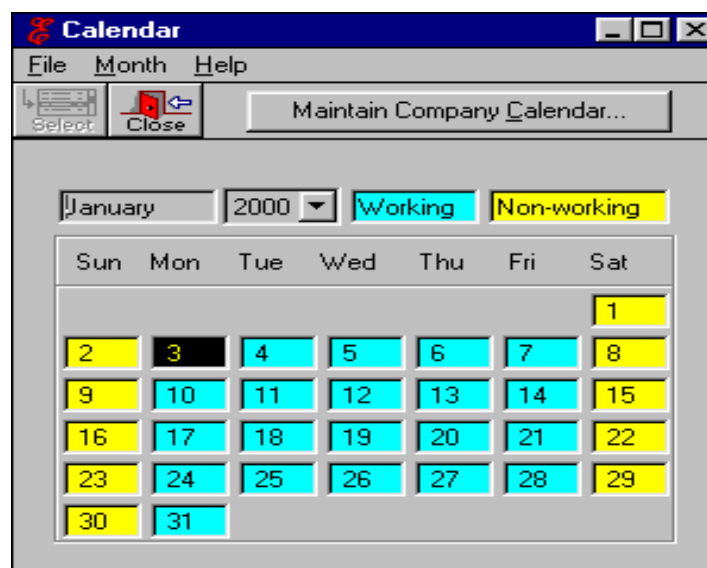 Calendar
File Month Help
Select Close Maintain Company Calendar...
January 2000 Working Non-working
Sun Mon Tue Wed Thu Fri Sat
1
2 3 4 5 6 7 8
9 10 11 12 13 14 15
16 17 18 19 20 21 22
23 24 25 26 27 28 29
30 31